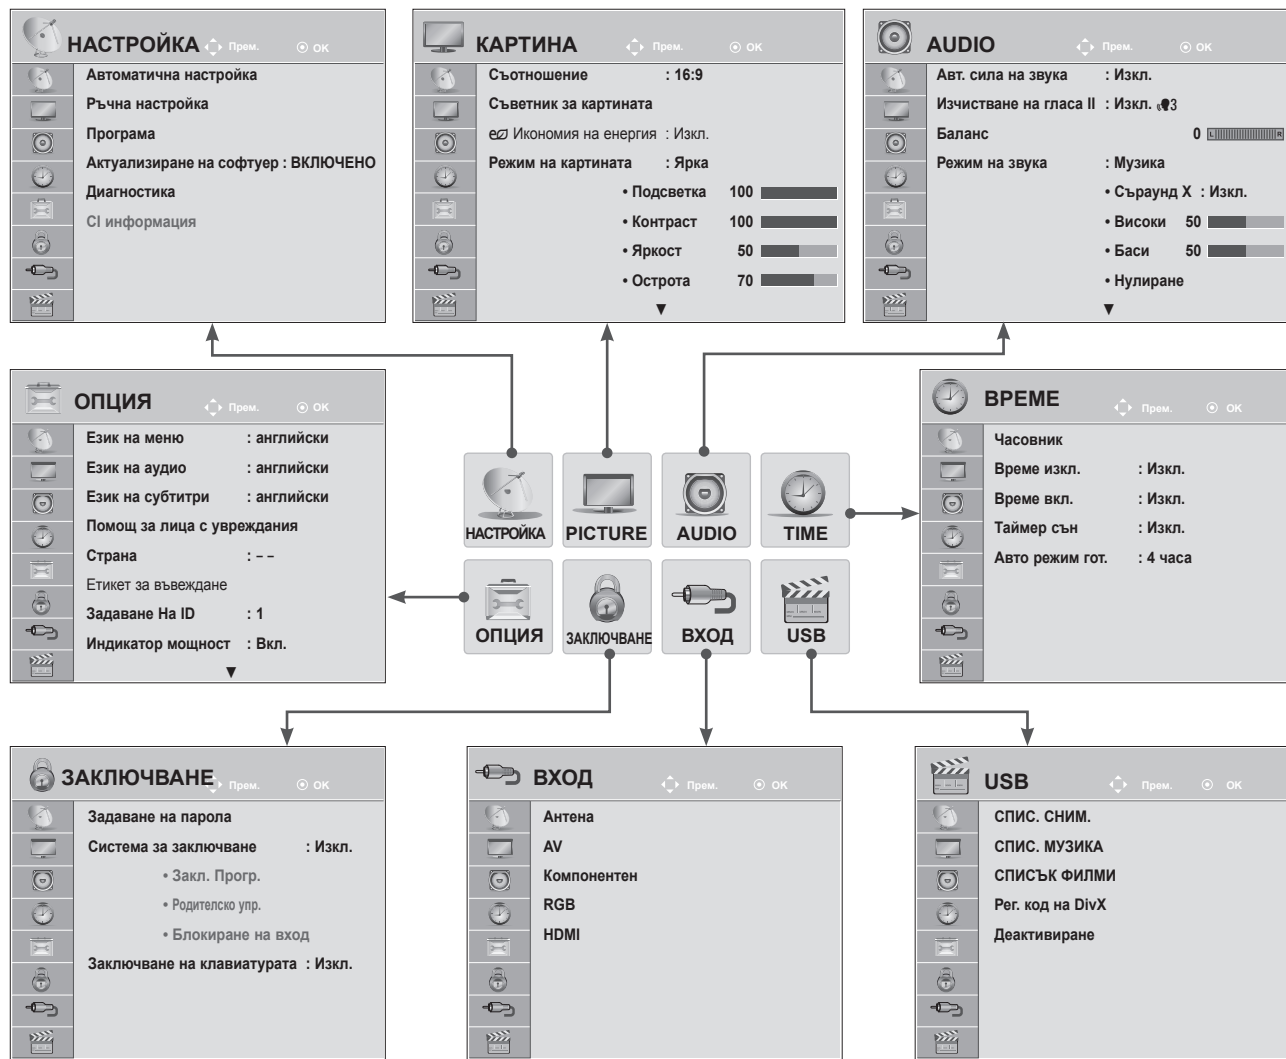 НАСТРОЙКА Прем. OK
Автоматична настройка
Ръчна настройка
Програма
Актуализиране на софтуер : ВКЛЮЧЕНО
Диагностика
CI информация
КАРТИНА Прем. OK
Съотношение : 16:9
Съветник за картината
Икономия на енергия : Изкл.
Режим на картината : Ярка
• Подсветка 100
• Контраст 100
• Яркост 50
• Острота 70
▼
AUDIO Прем. OK
Авт. сила на звука : Изкл.
Изчистване на гласа II : Изкл. 3
Баланс 0 L R
Режим на звука : Музика
• Съраунд X : Изкл.
• Високи 50
• Баси 50
• Нулиране
▼
ОПЦИЯ Прем. OK
Език на меню : английски
Език на аудио : английски
Език на субтитри : английски
Помощ за лица с увреждания
Страна : – –
Етикет за въвеждане
Задаване На ID : 1
Индикатор мощност : Вкл.
▼
НАСТРОЙКА
PICTURE
AUDIO
TIME
ОПЦИЯ
ЗАКЛЮЧВАНЕ
ВХОД
USB
ВРЕМЕ Прем. OK
Часовник
Време изкл. : Изкл.
Време вкл. : Изкл.
Таймер сън : Изкл.
Авто режим гот. : 4 часа
ЗАКЛЮЧВАНЕ Прем. OK
Задаване на парола
Система за заключване : Изкл.
• Закл. Прогр.
• Родителско упр.
• Блокиране на вход
Заключване на клавиатурата : Изкл.
ВХОД Прем. OK
Антена
AV
Компонентен
RGB
HDMI
USB Прем. OK
СПИС. СНИМ.
СПИС. МУЗИКА
СПИСЪК ФИЛМИ
Рег. код на DivX
Деактивиране